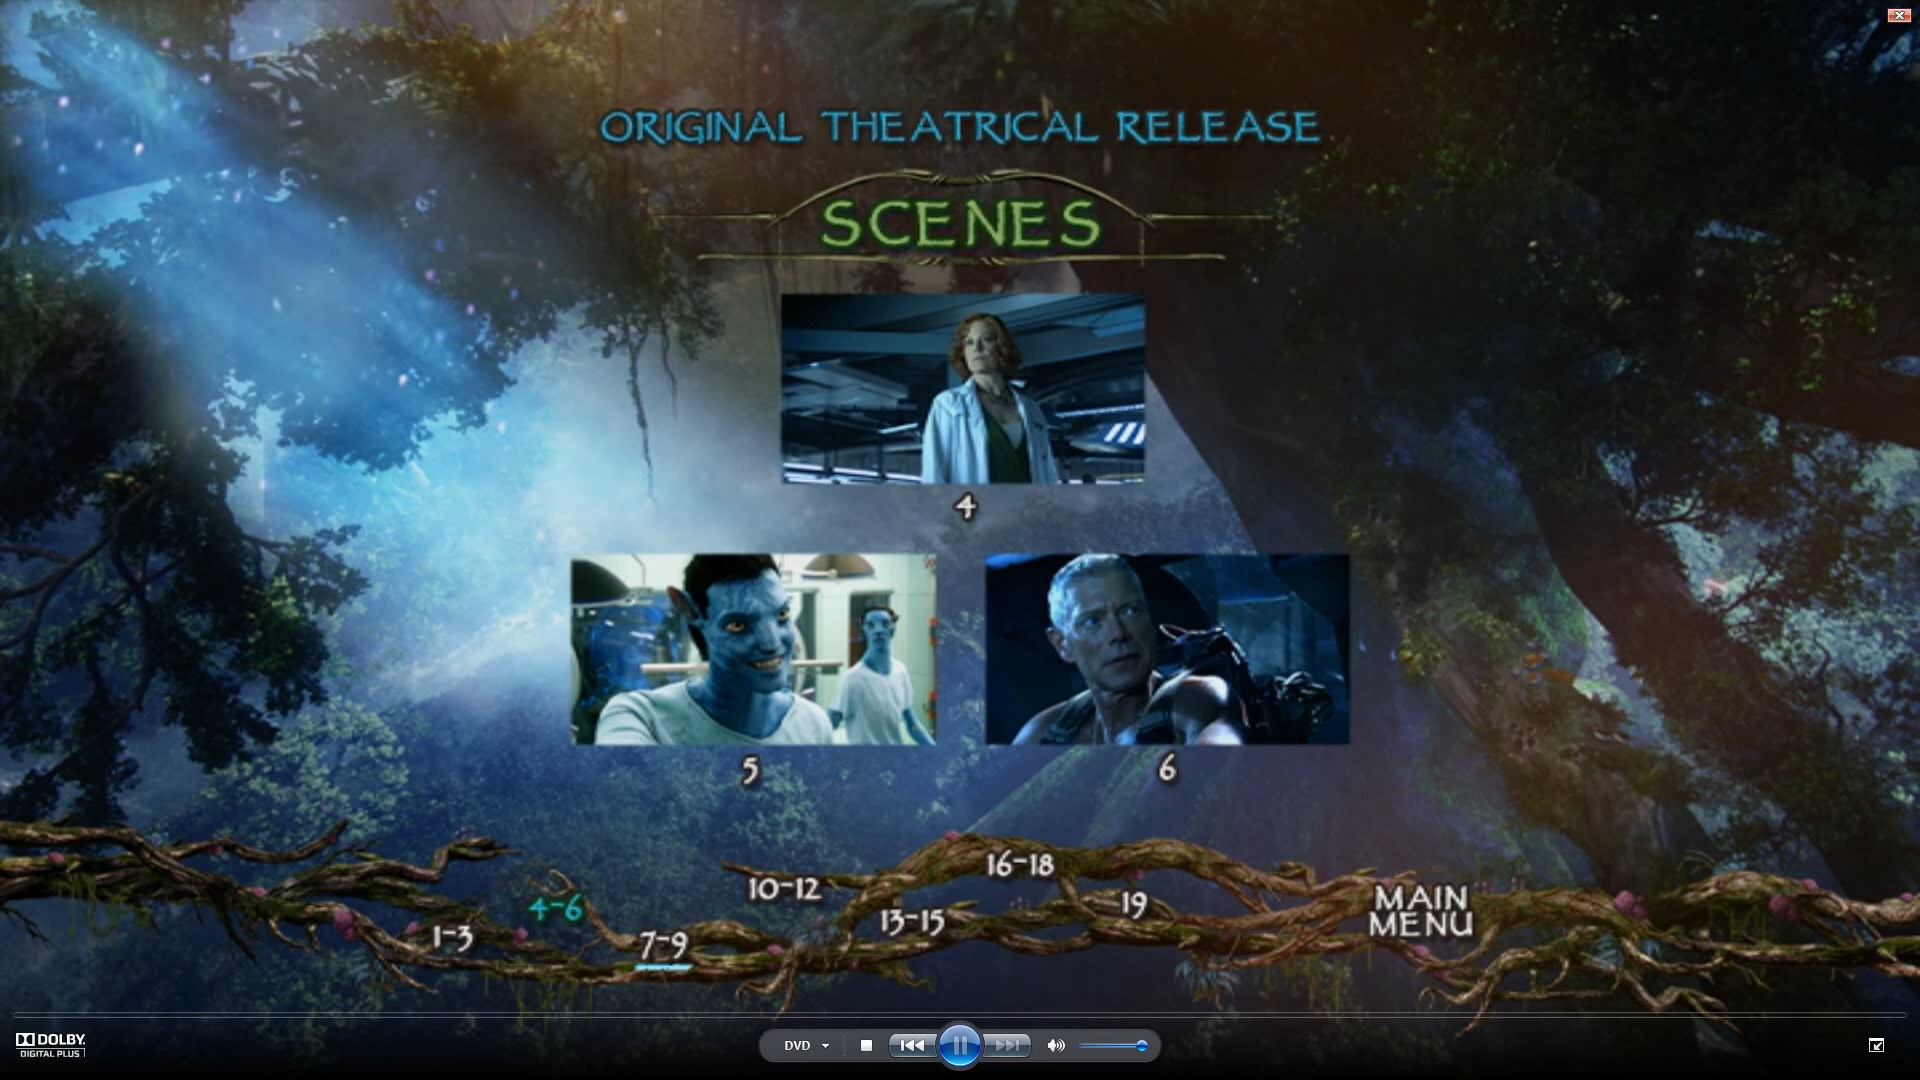 ORIGINAL THEATRICAL RELEASE
SCENES
4
5
6
1-3
4-6
7-9
10-12
13-15
16-18
19
MAIN
MENU
DOLBY
DIGITAL PLUS
DVD